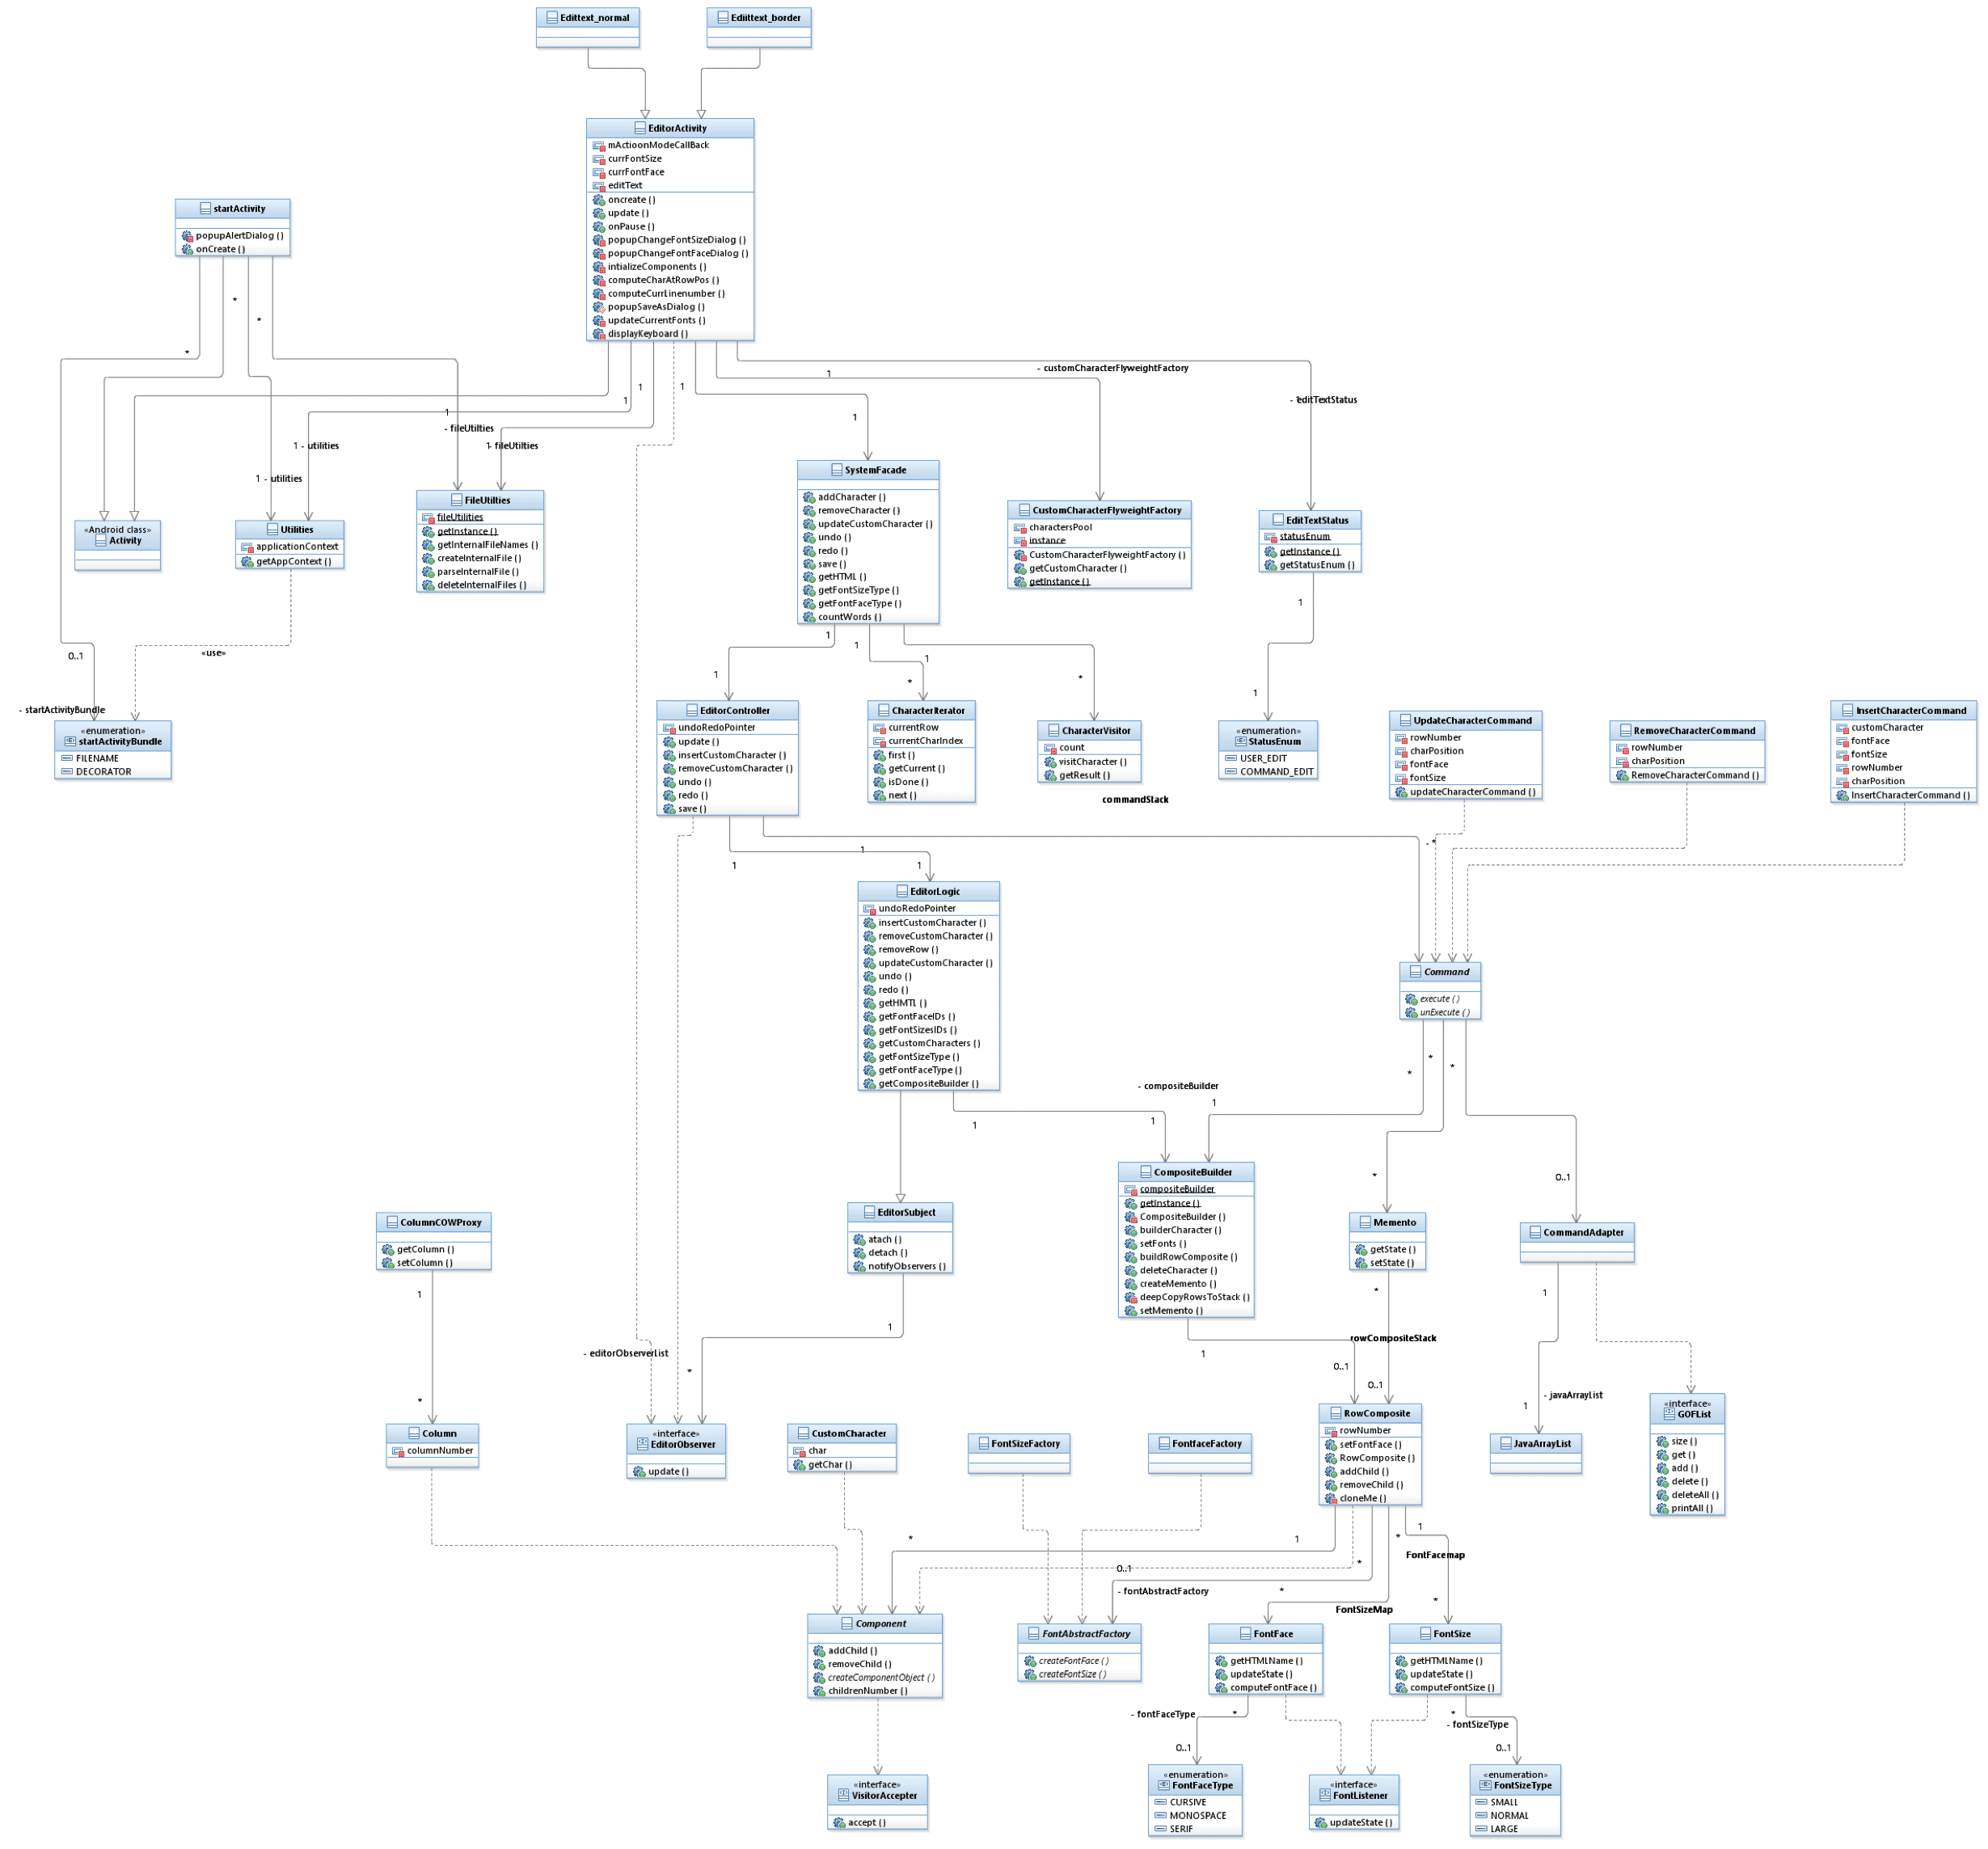 Edittext_normal
Ediittext_border
EditorActivity
mActioonModeCallBack
currFontSize
currFontFace
editText
oncreate ( )
update ( )
onPause ( )
popupChangeFontSizeDialog ( )
popupChangeFontFaceDialog ( )
intializeComponents ( )
computeCharAtRowPos ( )
computeCurrLinenumber ( )
popupSaveAsDialog ( )
updateCurrentFonts ( )
displayKeyboard ( )
startActivity
popupAlertDialog ( )
onCreate ( )
*
*
*
1
1
1
1
1
- customCharacterFlyweightFactory
- editTextStatus
- fileUtilties
1 - fileUtilties
1 - utilities
1 - utilities
1
SystemFacade
addCharacter ( )
removeCharacter ( )
updateCustomCharacter ( )
undo ( )
redo ( )
save ( )
getHTML ( )
getFontSizeType ( )
getFontFaceType ( )
countWords ( )
FileUtilties
fileUtilities
getInstance ( )
getInternalFileNames ( )
createInternalFile ( )
parseInternalFile ( )
deleteInternalFiles ( )
CustomCharacterFlyweightFactory
charactersPool
instance
CustomCharacterFlyweightFactory ( )
getCustomCharacter ( )
getInstance ( )
EditTextStatus
statusEnum
getInstance ( )
getStatusEnum ( )
«Android class»
Activity
Utilities
applicationContext
getAppContext ( )
1
1
1
1
1
*
*
1
1
0..1
«use»
- startActivityBundle
«enumeration»
startActivityBundle
FILENAME
DECORATOR
EditorController
undoRedoPointer
update ( )
insertCustomCharacter ( )
removeCustomCharacter ( )
undo ( )
redo ( )
save ( )
CharacterIterator
currentRow
currentCharIndex
first ( )
getCurrent ( )
isDone ( )
next ( )
CharacterVisitor
count
visitCharacter ( )
getResult ( )
«enumeration»
StatusEnum
USER_EDIT
COMMAND_EDIT
UpdateCharacterCommand
rowNumber
charPosition
fontFace
fontSize
updateCharacterCommand ( )
RemoveCharacterCommand
rowNumber
charPosition
RemoveCharacterCommand ( )
InsertCharacterCommand
customCharacter
fontFace
fontSize
rowNumber
charPosition
InsertCharacterCommand ( )
commandStack
- *
1
1
1
EditorLogic
undoRedoPointer
insertCustomCharacter ( )
removeCustomCharacter ( )
removeRow ( )
updateCustomCharacter ( )
undo ( )
redo ( )
getHMTL ( )
getFontFaceIDs ( )
getFontSizesIDs ( )
getCustomCharacters ( )
getFontSizeType ( )
getFontFaceType ( )
getCompositeBuilder ( )
Command
execute ( )
unExecute ( )
*
*
*
- compositeBuilder
1
1
1
*
0..1
CompositeBuilder
compositeBuilder
getInstance ( )
CompositeBuilder ( )
builderCharacter ( )
setFonts ( )
buildRowComposite ( )
deleteCharacter ( )
createMemento ( )
deepCopyRowsToStack ( )
setMemento ( )
EditorSubject
atach ( )
detach ( )
notifyObservers ( )
ColumnCOWProxy
getColumn ( )
setColumn ( )
Memento
getState ( )
setState ( )
CommandAdapter
1
*
1
1
rowCompositeStack
- editorObserverList
1
*
0..1
0..1
- javaArrayList
1
*
«interface»
GOFList
size ( )
get ( )
add ( )
delete ( )
deleteAll ( )
printAll ( )
Column
columnNumber
«interface»
EditorObserver
update ( )
CustomCharacter
char
getChar ( )
FontSizeFactory
FontfaceFactory
RowComposite
rowNumber
setFontFace ( )
RowComposite ( )
addChild ( )
removeChild ( )
cloneMe ( )
JavaArrayList
*
1
*
1
FontFacemap
0..1
*
- fontAbstractFactory
*
FontSizeMap
*
Component
addChild ( )
removeChild ( )
createComponentObject ( )
childrenNumber ( )
FontAbstractFactory
createFontFace ( )
createFontSize ( )
FontFace
getHTMLName ( )
updateState ( )
computeFontFace ( )
FontSize
getHTMLName ( )
updateState ( )
computeFontSize ( )
- fontFaceType
*
*
- fontSizeType
0..1
0..1
«interface»
VisitorAccepter
accept ( )
«enumeration»
FontFaceType
CURSIVE
MONOSPACE
SERIF
«interface»
FontListener
updateState ( )
«enumeration»
FontSizeType
SMALL
NORMAL
LARGE